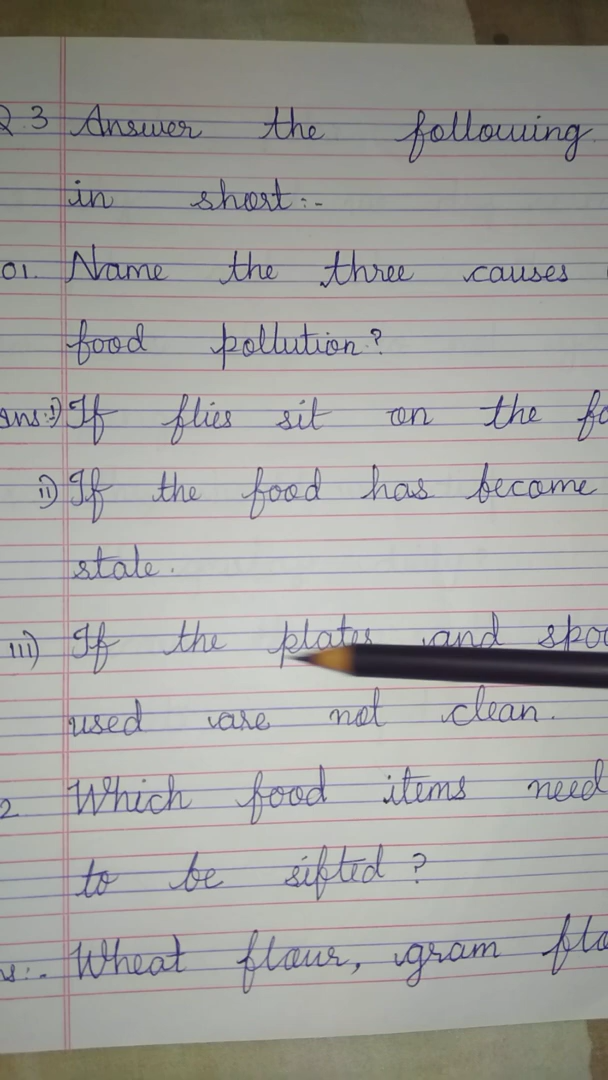 Q.3 Answer the following
in short:-
01. Name the three causes
food pollution?
Ans:-i) If flies sit on the
ii) If the food has become
stale.
iii) If the plates and
used are not clean.
2 Which food items need
to be sifted?
Wheat flour, gram